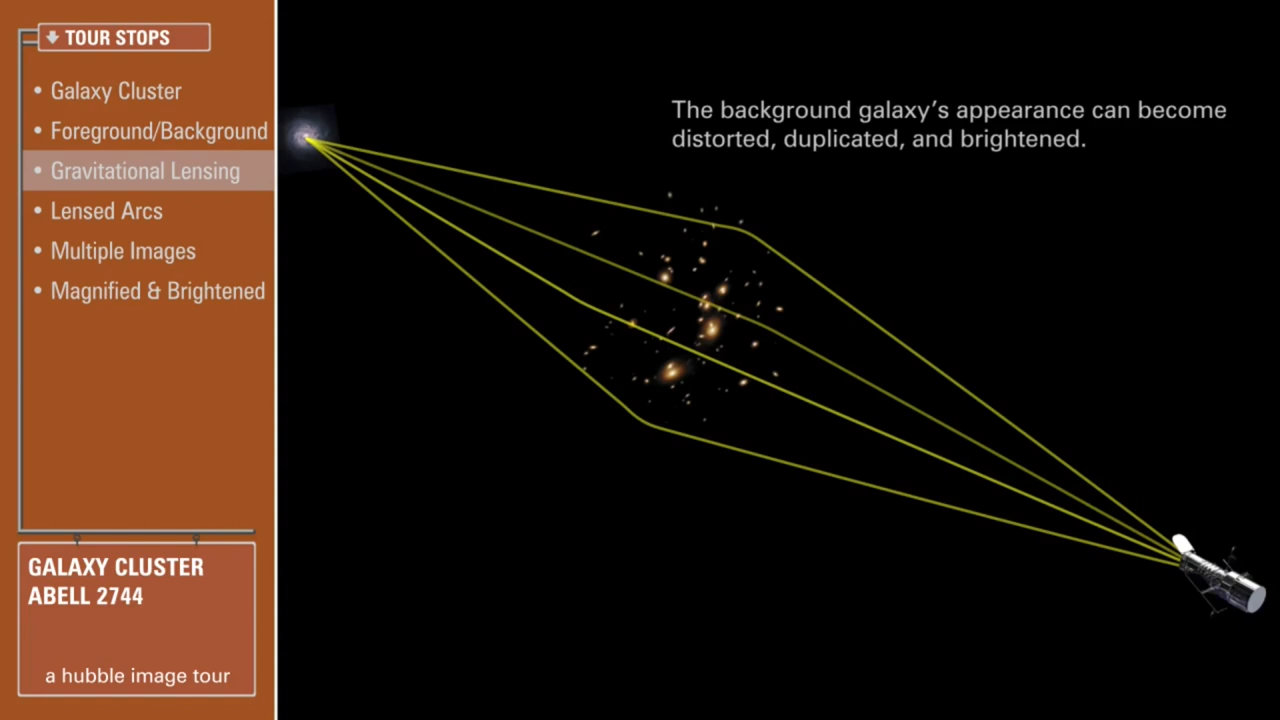 TOUR STOPS
• Galaxy Cluster
• Foreground/Background
• Gravitational Lensing
• Lensed Arcs
• Multiple Images
• Magnified & Brightened
GALAXY CLUSTER
ABELL 2744
a hubble image tour
The background galaxy’s appearance can become
distorted, duplicated, and brightened.